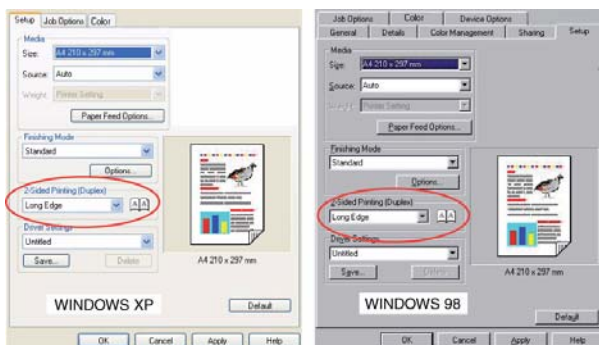 Setup Job Options Color
Media
Size: A4 210 x 297 mm
Source: Auto
Weight: Printer Setting
Paper Feed Options...
Finishing Mode
Standard
Options...
2-Sided Printing (Duplex)
Long Edge
Driver Settings
Untitled
Save... Delete
A4 210 x 297 mm
WINDOWS XP
Default
OK Cancel Apply Help
Job Options Color Device Options
General Details Color Management Sharing Setup
Media
Size: A4 210 x 297 mm
Source: Auto
Weight: Printer Setting
Paper Feed Options...
Finishing Mode
Standard
Options...
2-Sided Printing (Duplex)
Long Edge
Driver Settings
Untitled
Save... Delete
A4 210 x 297 mm
WINDOWS 98
Default
OK Cancel Apply Help